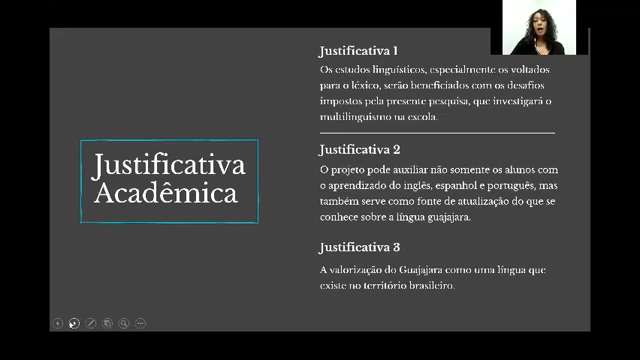 Justificativa
Acadêmica
Justificativa 1
Os estudos linguísticos, especialmente os voltados
para o léxico, serão beneficiados com os desafios
impostos pela presente pesquisa, que investigará o
multilinguismo na escola.
Justificativa 2
O projeto pode auxiliar não somente os alunos com
o aprendizado do inglês, espanhol e português, mas
também serve como fonte de atualização do que se
conhece sobre a língua guajajara.
Justificativa 3
A valorização do Guajajara como uma língua que
existe no território brasileiro.